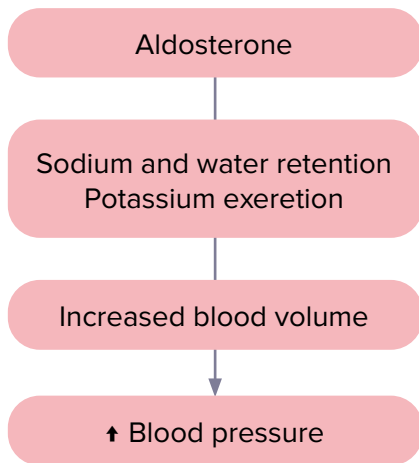 Aldosterone
Sodium and water retention
Potassium exeretion
Increased blood volume
⬆ Blood pressure